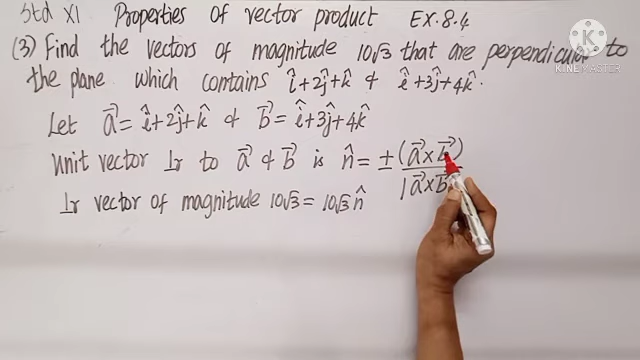 Std XI Properties of vector product EX.8.4
(3) Find the vectors of magnitude 10√3 that are perpendicular to
the plane which contains î+2ĵ+k̂ & î+3ĵ+4k̂.
Let a⃗ = î+2ĵ+k̂ & b⃗ = î+3ĵ+4k̂
Unit vector ⊥r to a⃗ & b⃗ is n̂ = ± (a⃗×b⃗)
|a⃗×b⃗
⊥r vector of magnitude 10√3 = 10√3 n̂
K
KINEMASTER